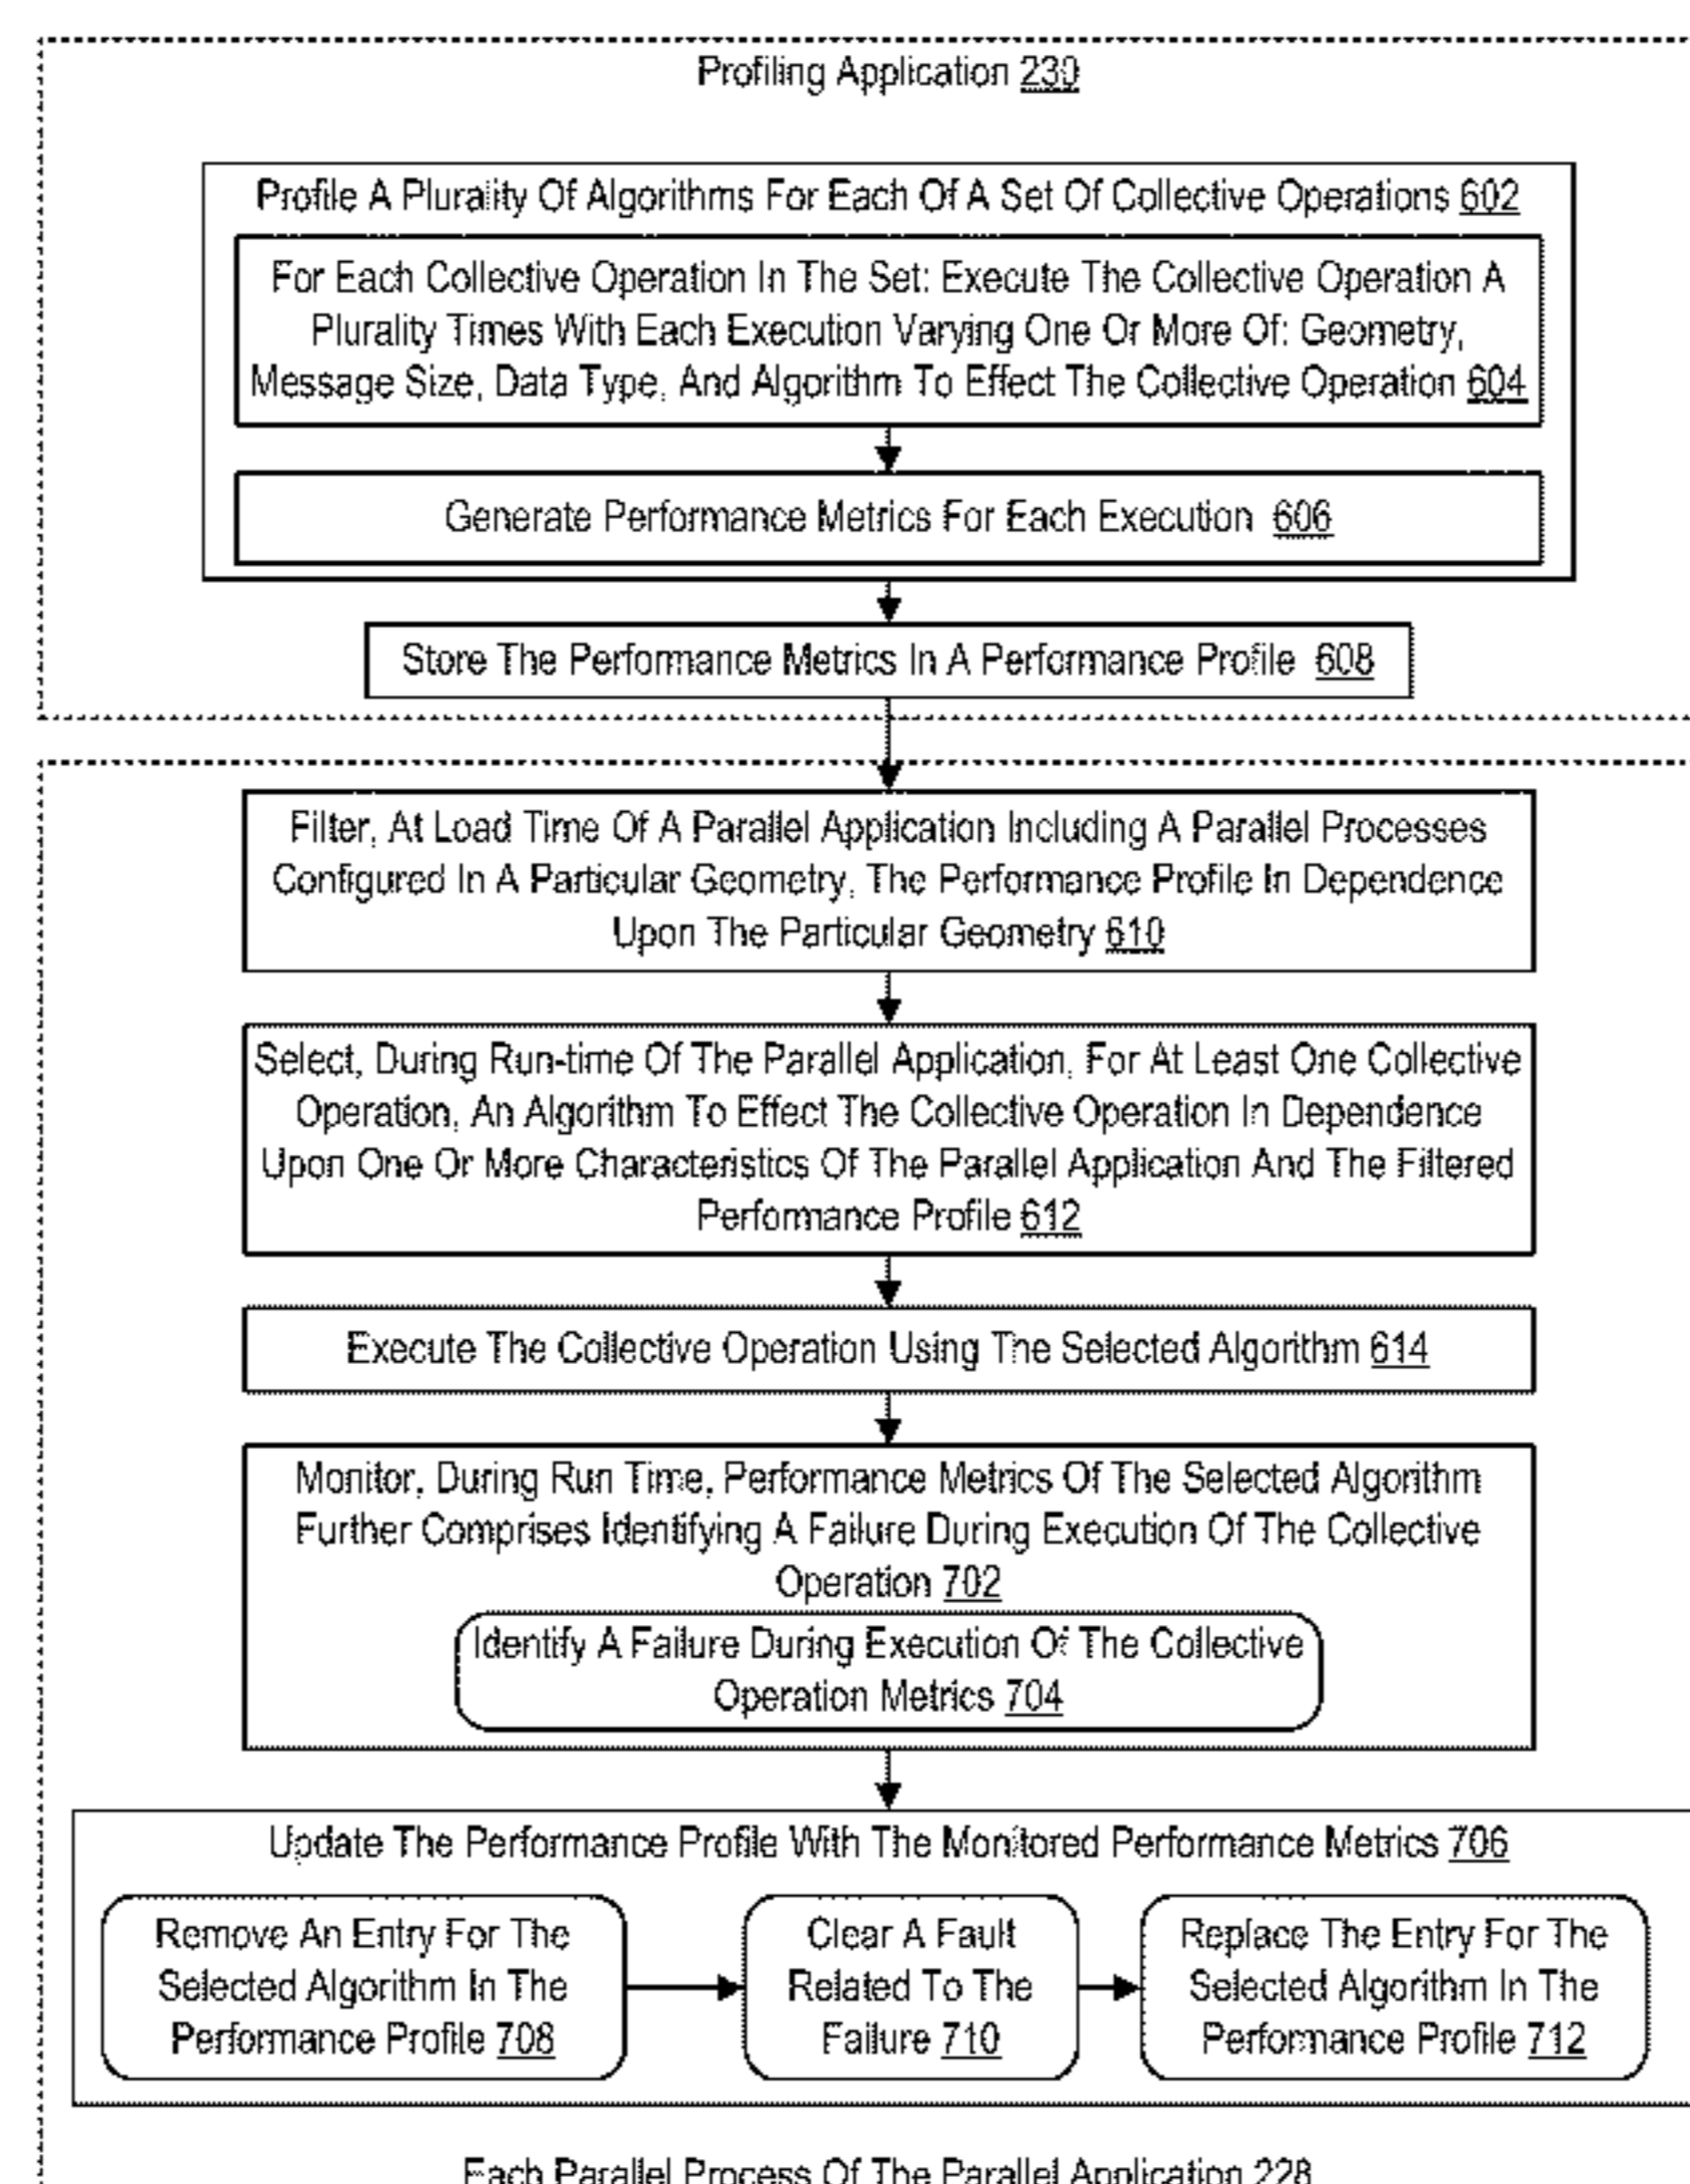 Profiling Application 230
Profile A Plurality Of Algorithms For Each Of A Set Of Collective Operations 602
For Each Collective Operation In The Set: Execute The Collective Operation A
Plurality Times With Each Execution Varying One Or More Of: Geometry,
Message Size, Data Type, And Algorithm To Effect The Collective Operation 604
Generate Performance Metrics For Each Execution 606
Store The Performance Metrics In A Performance Profile 608
Filter, At Load Time Of A Parallel Application Including A Parallel Processes
Configured In A Particular Geometry, The Performance Profile In Dependence
Upon The Particular Geometry 610
Select, During Run-time Of The Parallel Application, For At Least One Collective
Operation, An Algorithm To Effect The Collective Operation In Dependence
Upon One Or More Characteristics Of The Parallel Application And The Filtered
Performance Profile 612
Execute The Collective Operation Using The Selected Algorithm 614
Monitor, During Run Time, Performance Metrics Of The Selected Algorithm
Further Comprises Identifying A Failure During Execution Of The Collective
Operation 702
Identify A Failure During Execution Of The Collective
Operation Metrics 704
Update The Performance Profile With The Monitored Performance Metrics 706
Remove An Entry For The
Selected Algorithm In The
Performance Profile 708
Clear A Fault
Related To The
Failure 710
Replace The Entry For The
Selected Algorithm In The
Performance Profile 712
Each Parallel Process Of The Parallel Application 228